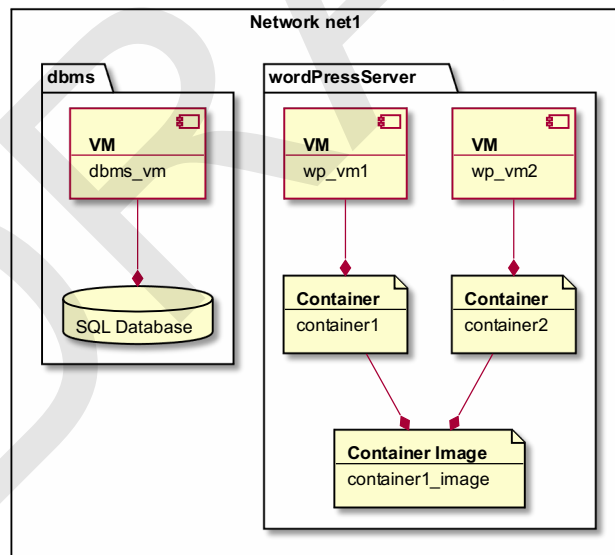 Network net1
dbms
wordPressServer
VM
dbms_vm
VM
wp_vm1
VM
wp_vm2
SQL Database
Container
container1
Container
container2
Container Image
container1_image